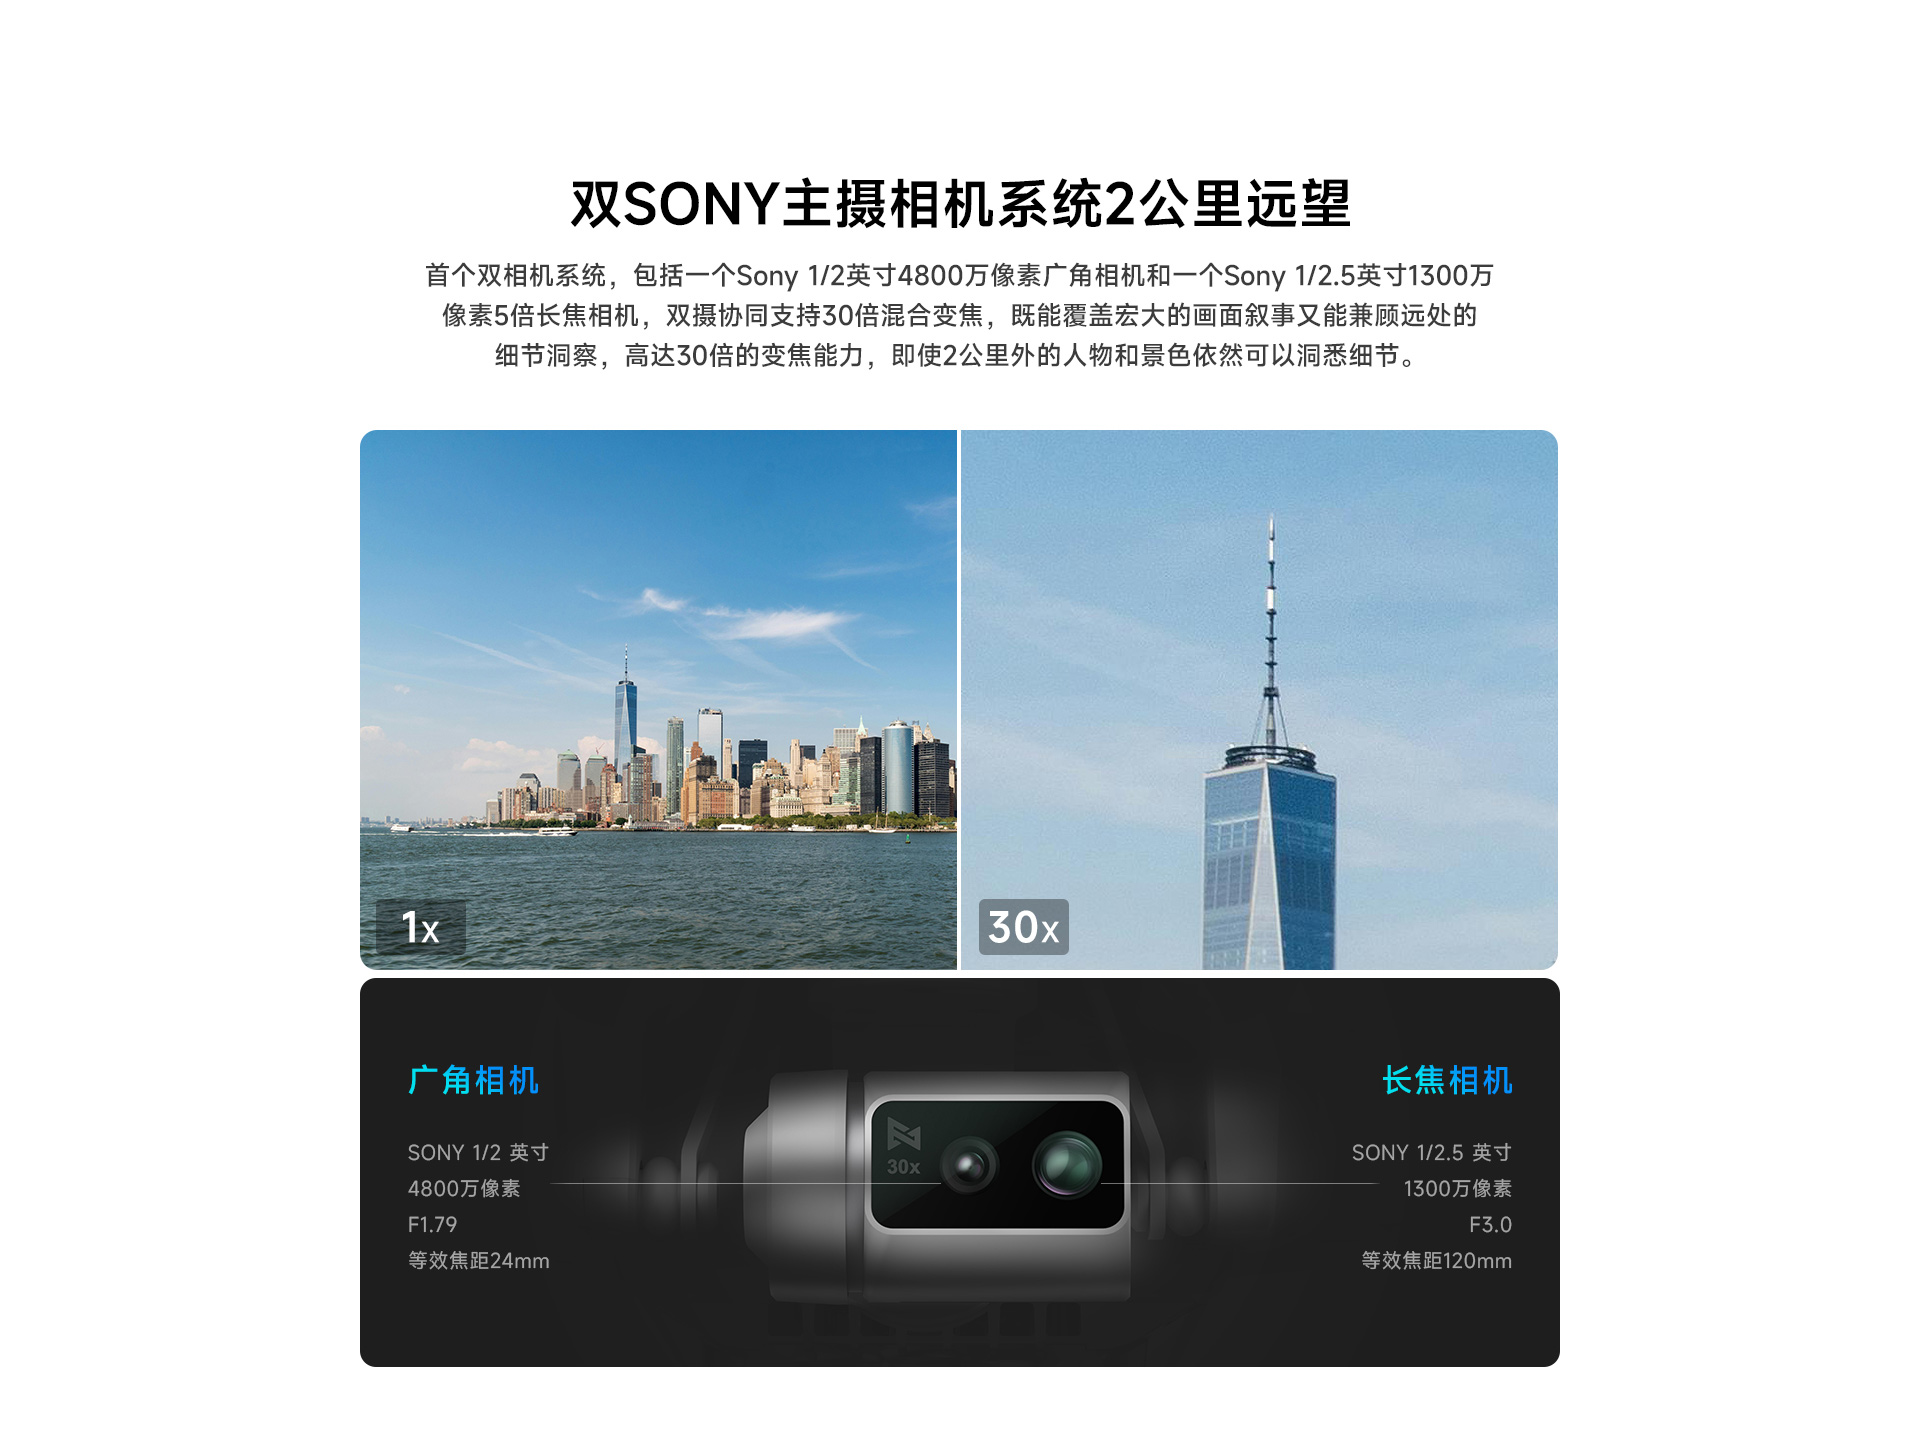 双SONY主摄相机系统2公里远望
首个双相机系统，包括一个Sony 1/2英寸4800万像素广角相机和一个Sony 1/2.5英寸1300万
像素5倍长焦相机，双摄协同支持30倍混合变焦，既能覆盖宏大的画面叙事又能兼顾远处的
细节洞察，高达30倍的变焦能力，即使2公里外的人物和景色依然可以洞悉细节。
1x
30x
广角相机
SONY 1/2 英寸
4800万像素
F1.79
等效焦距24mm
30x
长焦相机
SONY 1/2.5 英寸
1300万像素
F3.0
等效焦距120mm